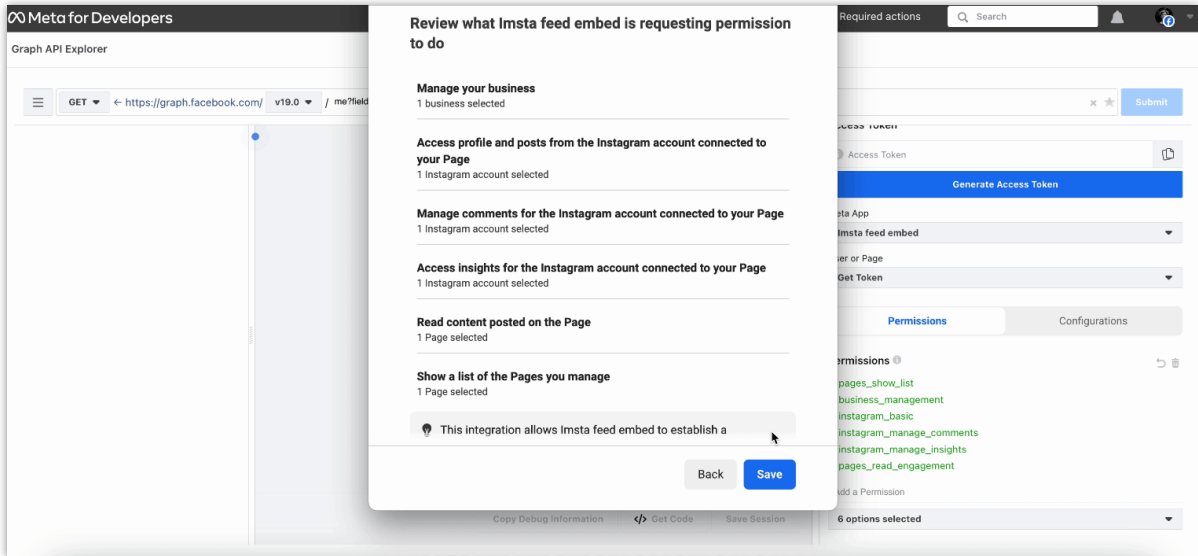 Meta for Developers
Required actions
Search
Graph API Explorer
Review what Imsta feed embed is requesting permission
to do
GET
https://graph.facebook.com/
v19.0
/ me?field
Submit
Manage your business
1 business selected
Access profile and posts from the Instagram account connected to
your Page
1 Instagram account selected
Manage comments for the Instagram account connected to your Page
1 Instagram account selected
Access insights for the Instagram account connected to your Page
1 Instagram account selected
Read content posted on the Page
1 Page selected
Show a list of the Pages you manage
1 Page selected
This integration allows Imsta feed embed to establish a
Back
Save
Copy Debug Information
</> Get Code
Save Session
Access Token
Generate Access Token
eta App
Imsta feed embed
ser or Page
Get Token
Permissions
Configurations
ermissions
pages_show_list
business_management
instagram_basic
instagram_manage_comments
instagram_manage_insights
pages_read_engagement
dd a Permission
6 options selected